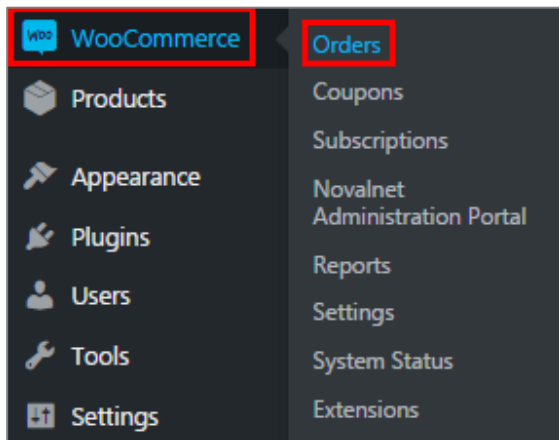 Woo
WooCommerce
Products
Appearance
Plugins
Users
Tools
Settings
Orders
Coupons
Subscriptions
Novalnet
Administration Portal
Reports
Settings
System Status
Extensions